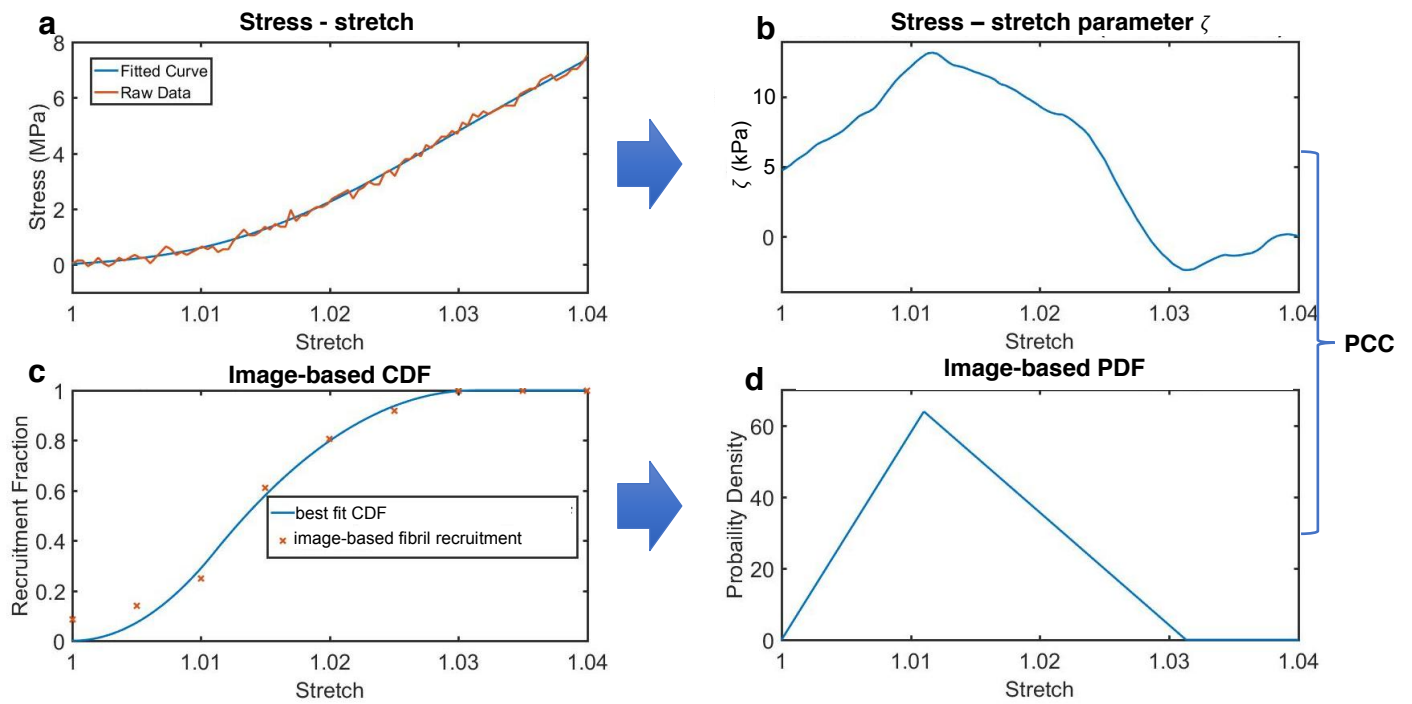 a
Stress - stretch
8
6
4
2
0
Stress (MPa)
Fitted Curve
Raw Data
1
1.01
1.02
1.03
1.04
Stretch
b
Stress – stretch parameter ζ
10
5
0
ζ (kPa)
1
1.01
1.02
1.03
1.04
Stretch
c
Image-based CDF
1
0.8
0.6
0.4
0.2
0
Recruitment Fraction
best fit CDF
image-based fibril recruitment
1
1.01
1.02
1.03
1.04
Stretch
d
Image-based PDF
60
40
20
0
Probaility Density
1
1.01
1.02
1.03
1.04
Stretch
PCC